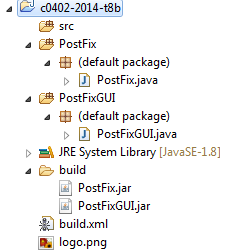 c0402-2014-t8b
src
PostFix
(default package)
PostFix.java
PostFixGUI
(default package)
PostFixGUI.java
JRE System Library [JavaSE-1.8]
build
PostFix.jar
PostFixGUI.jar
build.xml
logo.png